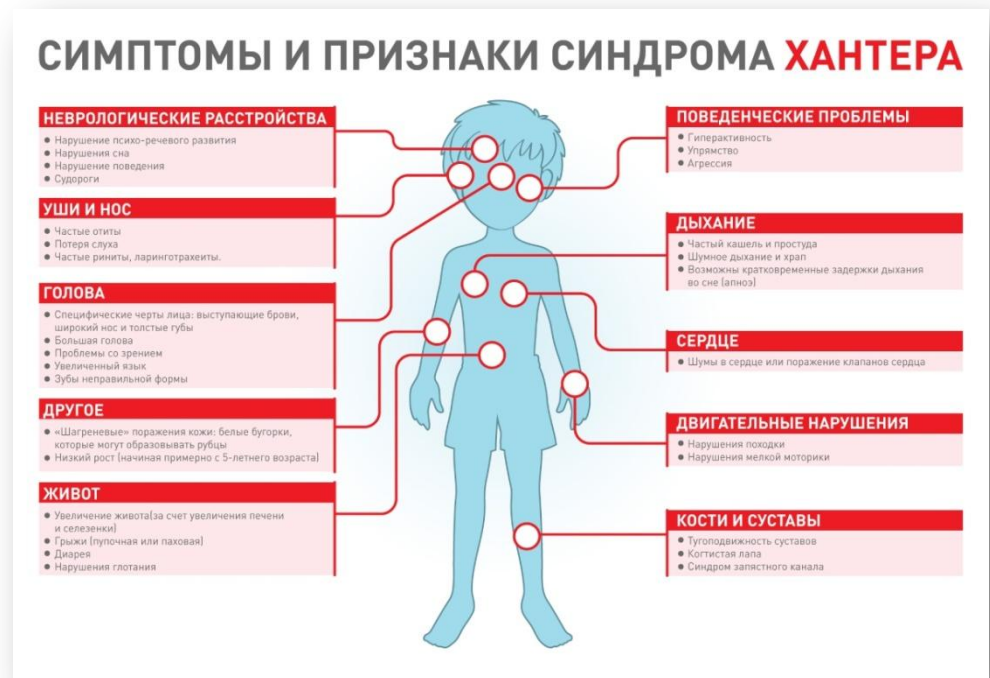 СИМПТОМЫ И ПРИЗНАКИ СИНДРОМА ХАНТЕРА
НЕВРОЛОГИЧЕСКИЕ РАССТРОЙСТВА
● Нарушение психо-речевого развития
● Нарушения сна
● Нарушение поведения
● Судороги
УШИ И НОС
● Частые отиты
● Потеря слуха
● Частые риниты, ларинготрахеиты.
ГОЛОВА
● Специфические черты лица: выступающие брови,
широкий нос и толстые губы
● Большая голова
● Проблемы со зрением
● Увеличенный язык
● Зубы неправильной формы
ДРУГОЕ
● «Шагреневые» поражения кожи: белые бугорки,
которые могут образовывать рубцы
● Низкий рост (начиная примерно с 5-летнего возраста)
ЖИВОТ
● Увеличение живота(за счет увеличения печени
и селезенки)
● Грыжи (пупочная или паховая)
● Диарея
● Нарушения глотания
ПОВЕДЕНЧЕСКИЕ ПРОБЛЕМЫ
● Гиперактивность
● Упрямство
● Агрессия
ДЫХАНИЕ
● Частый кашель и простуда
● Шумное дыхание и храп
● Возможны кратковременные задержки дыхания
во сне (апноэ)
СЕРДЦЕ
● Шумы в сердце или поражение клапанов сердца
ДВИГАТЕЛЬНЫЕ НАРУШЕНИЯ
● Нарушения походки
● Нарушения мелкой моторики
КОСТИ И СУСТАВЫ
● Тугоподвижность суставов
● Когтистая лапа
● Синдром запястного канала